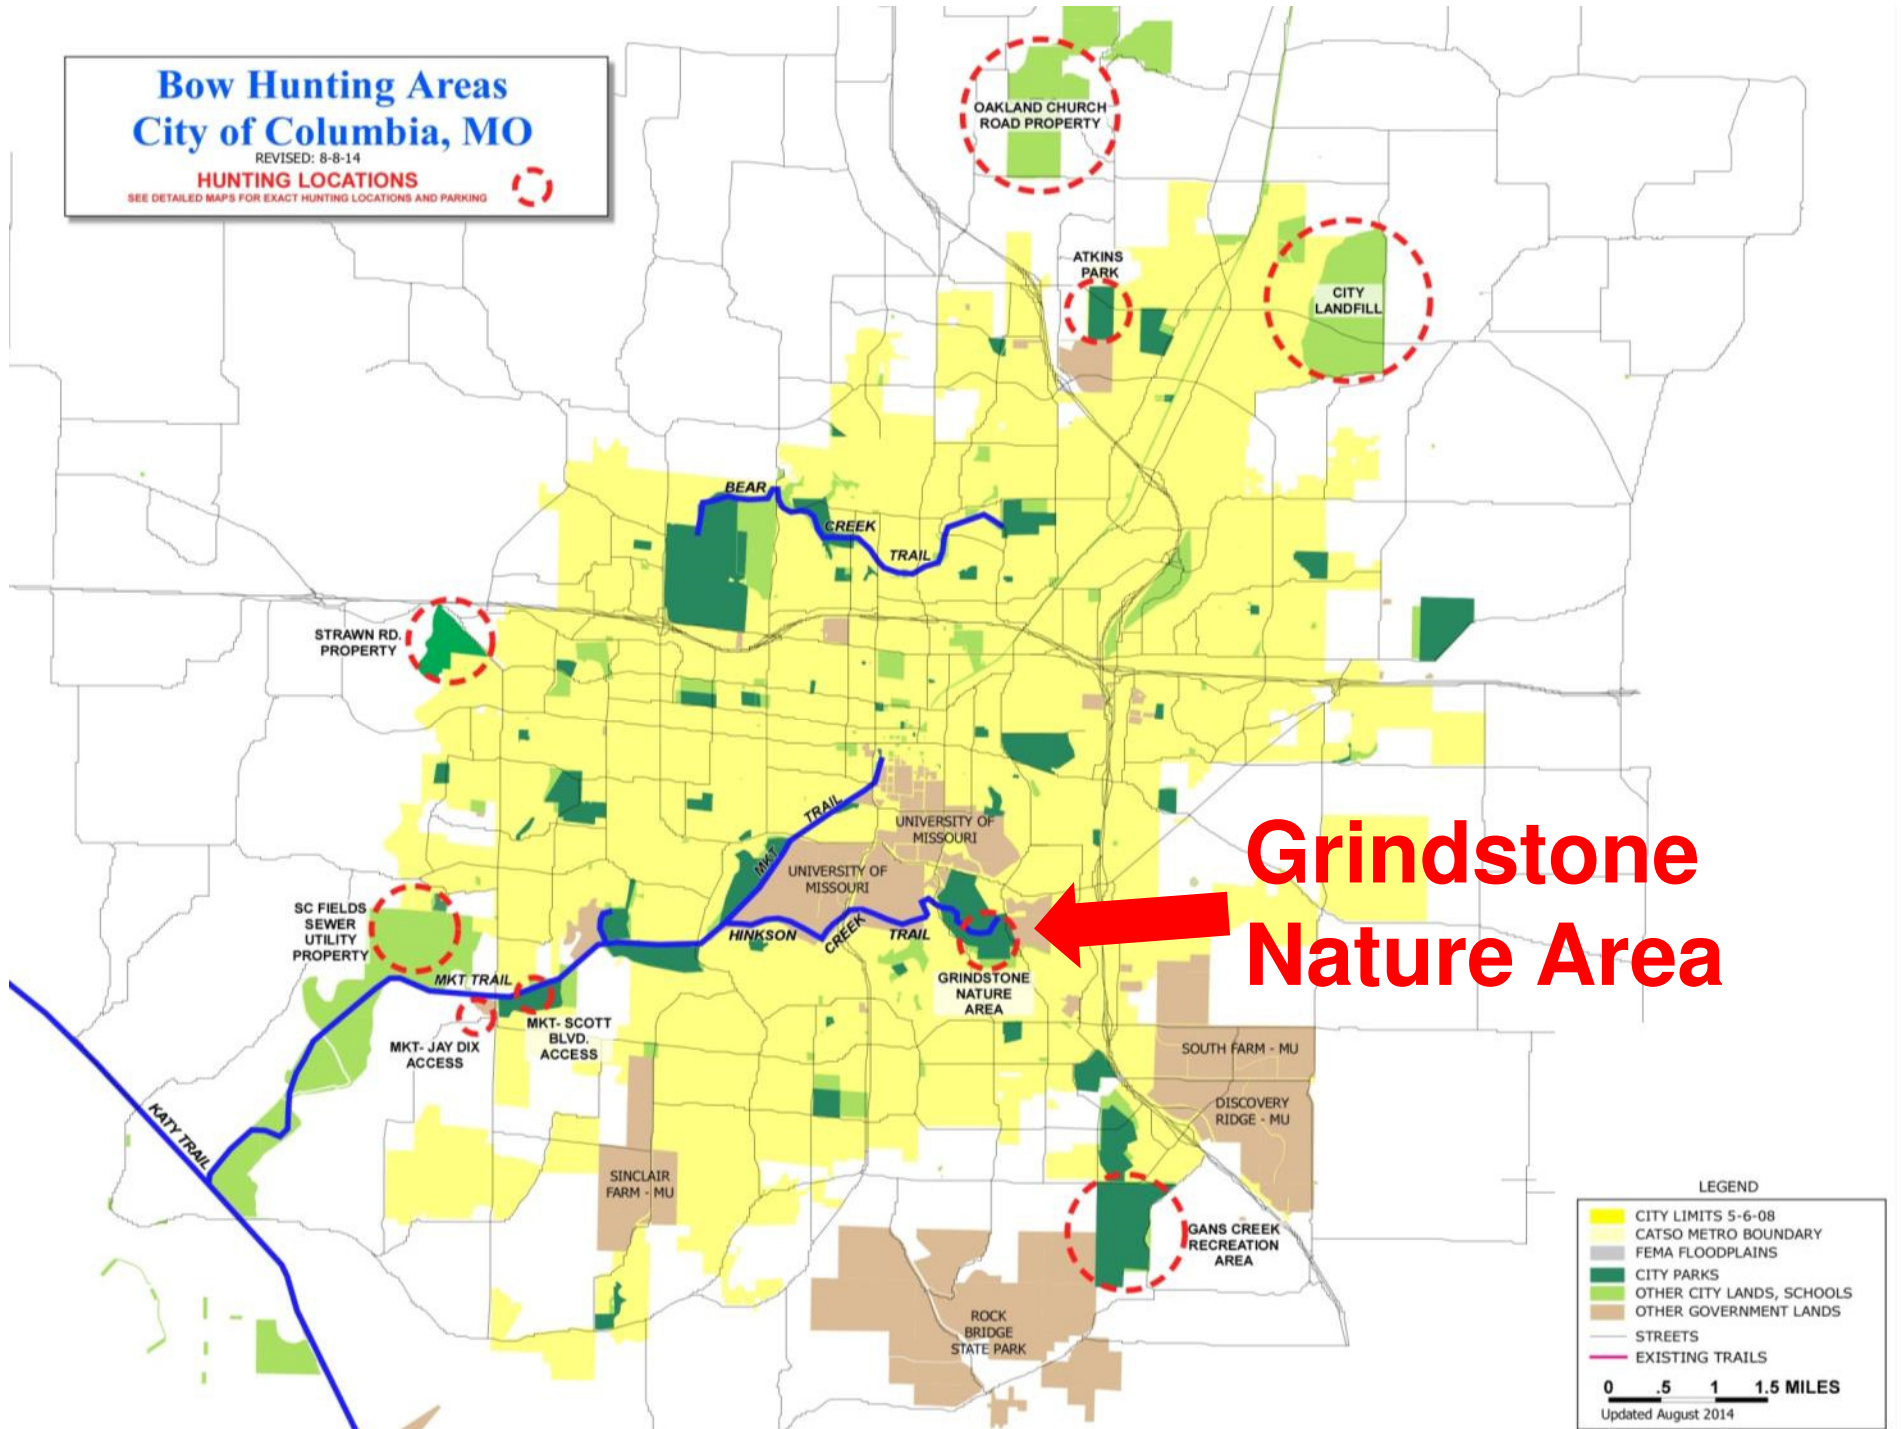 Bow Hunting Areas
City of Columbia, MO
REVISED: 8-8-14
HUNTING LOCATIONS
SEE DETAILED MAPS FOR EXACT HUNTING LOCATIONS AND PARKING
OAKLAND CHURCH
ROAD PROPERTY
ATKINS
PARK
CITY
LANDFILL
BEAR
CREEK
TRAIL
STRAWN RD.
PROPERTY
TRAIL
MKT
UNIVERSITY OF
MISSOURI
UNIVERSITY OF
MISSOURI
Grindstone
Nature Area
SC FIELDS
SEWER
UTILITY
PROPERTY
HINKSON
CREEK
TRAIL
MKT TRAIL
GRINDSTONE
NATURE
AREA
MKT- JAY DIX
ACCESS
MKT- SCOTT
BLVD.
ACCESS
SOUTH FARM - MU
DISCOVERY
RIDGE - MU
KATY TRAIL
SINCLAIR
FARM - MU
GANS CREEK
RECREATION
AREA
ROCK
BRIDGE
STATE PARK
LEGEND
CITY LIMITS 5-6-08
CATSO METRO BOUNDARY
FEMA FLOODPLAINS
CITY PARKS
OTHER CITY LANDS, SCHOOLS
OTHER GOVERNMENT LANDS
STREETS
EXISTING TRAILS
0 .5 1 1.5 MILES
Updated August 2014